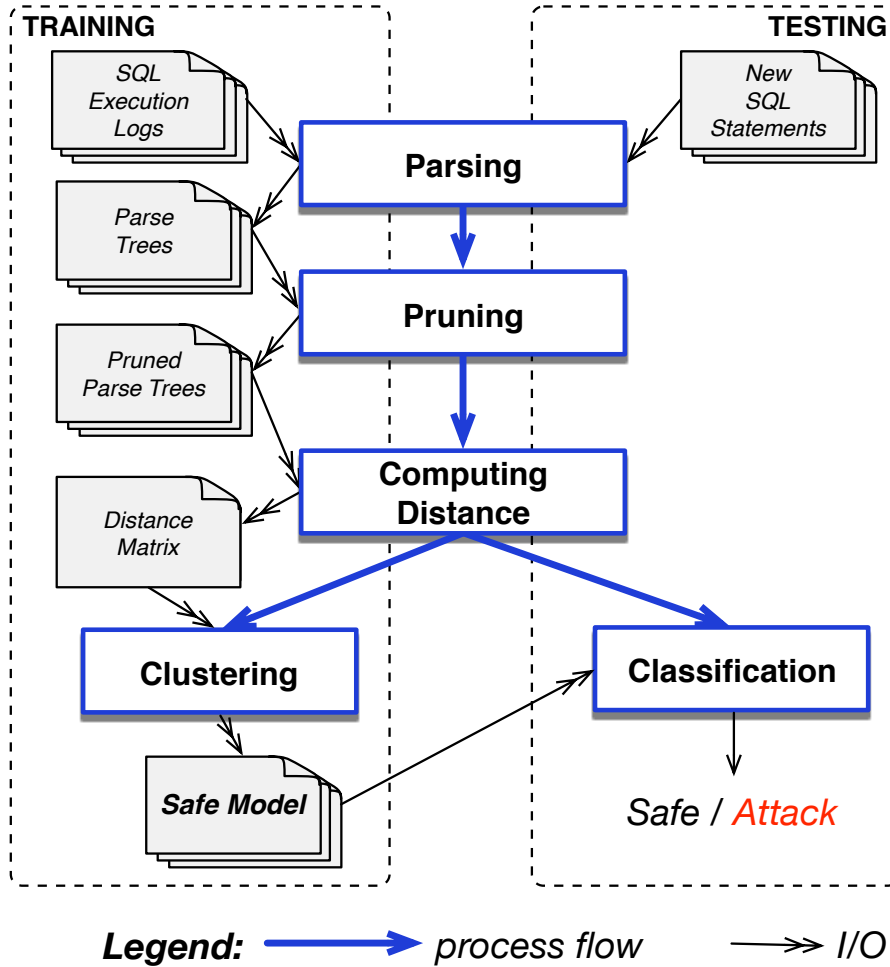 TRAINING
TESTING
SQL
Execution
Logs
New
SQL
Statements
Parsing
Parse
Trees
Pruning
Pruned
Parse Trees
Computing
Distance
Distance
Matrix
Clustering
Classification
Safe Model
Safe / Attack
Legend: process flow I/O